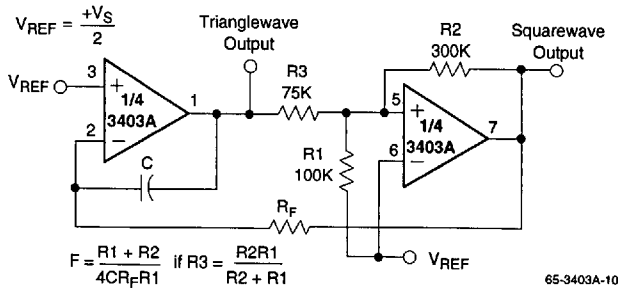 V_REF = +V_S / 2
Trianglewave
Output
R2
300K
Squarewave
Output
V_REF
3
+
1/4
3403A
2
−
1
R3
75K
5
+
1/4
3403A
6
−
7
C
R1
100K
R_F
V_REF
F = R1 + R2 / 4CR_FR1 if R3 = R2R1 / R2 + R1
65-3403A-10